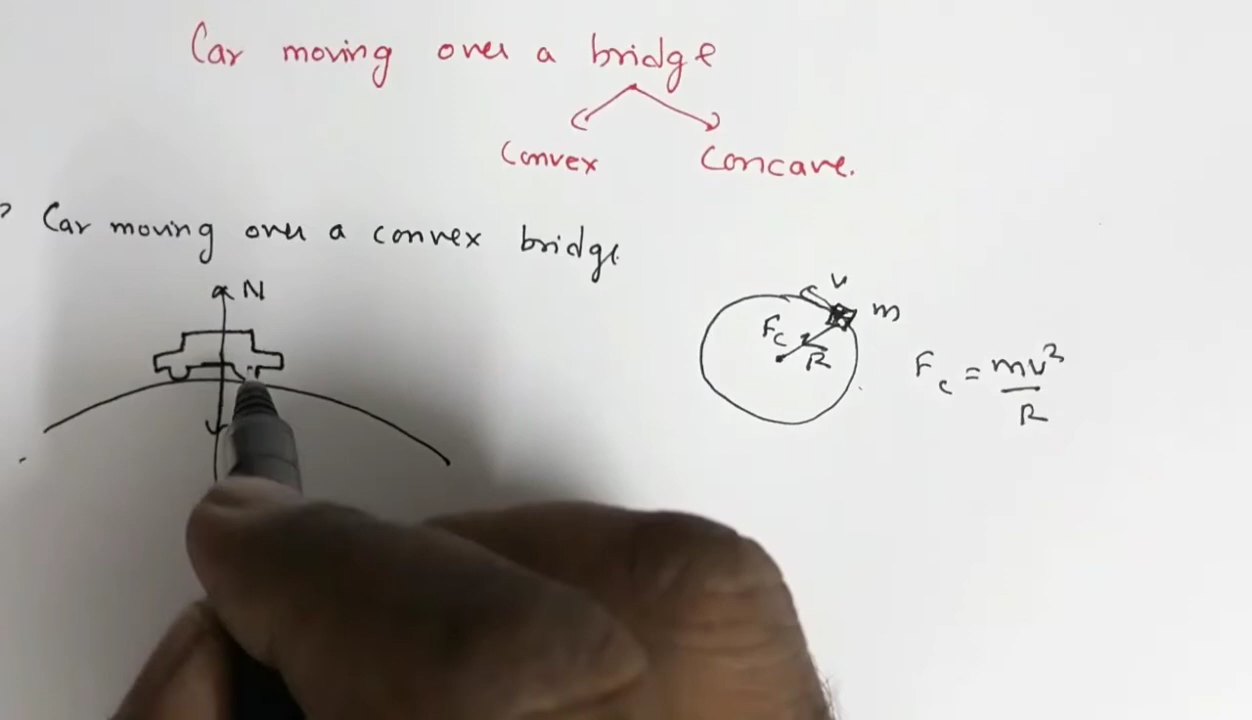 Car moving over a bridge
Convex Concave.
Car moving over a convex bridge.
N
v
m
Fc
R
Fc = mv²
R